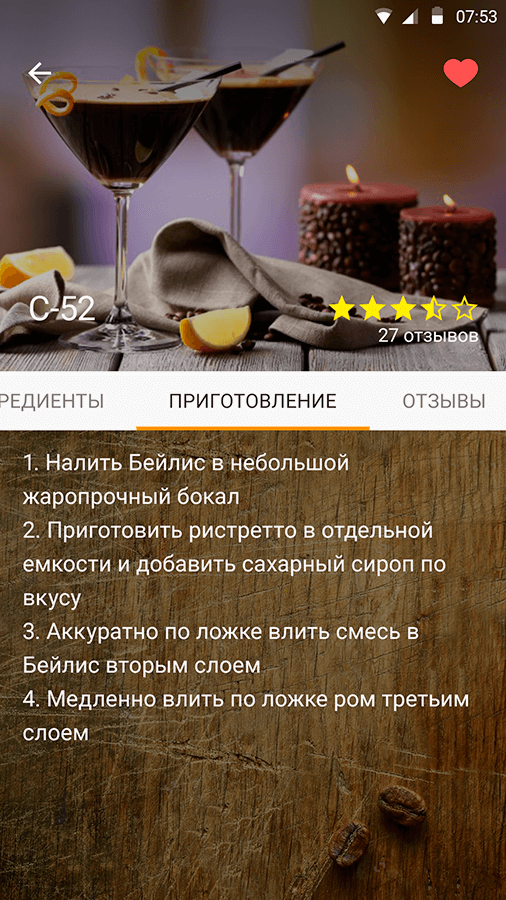 07:53
С-52
27 отзывов
РЕДИЕНТЫ
ПРИГОТОВЛЕНИЕ
ОТЗЫВЫ
1. Налить Бейлис в небольшой
жаропрочный бокал
2. Приготовить ристретто в отдельной
емкости и добавить сахарный сироп по
вкусу
3. Аккуратно по ложке влить смесь в
Бейлис вторым слоем
4. Медленно влить по ложке ром третьим
слоем